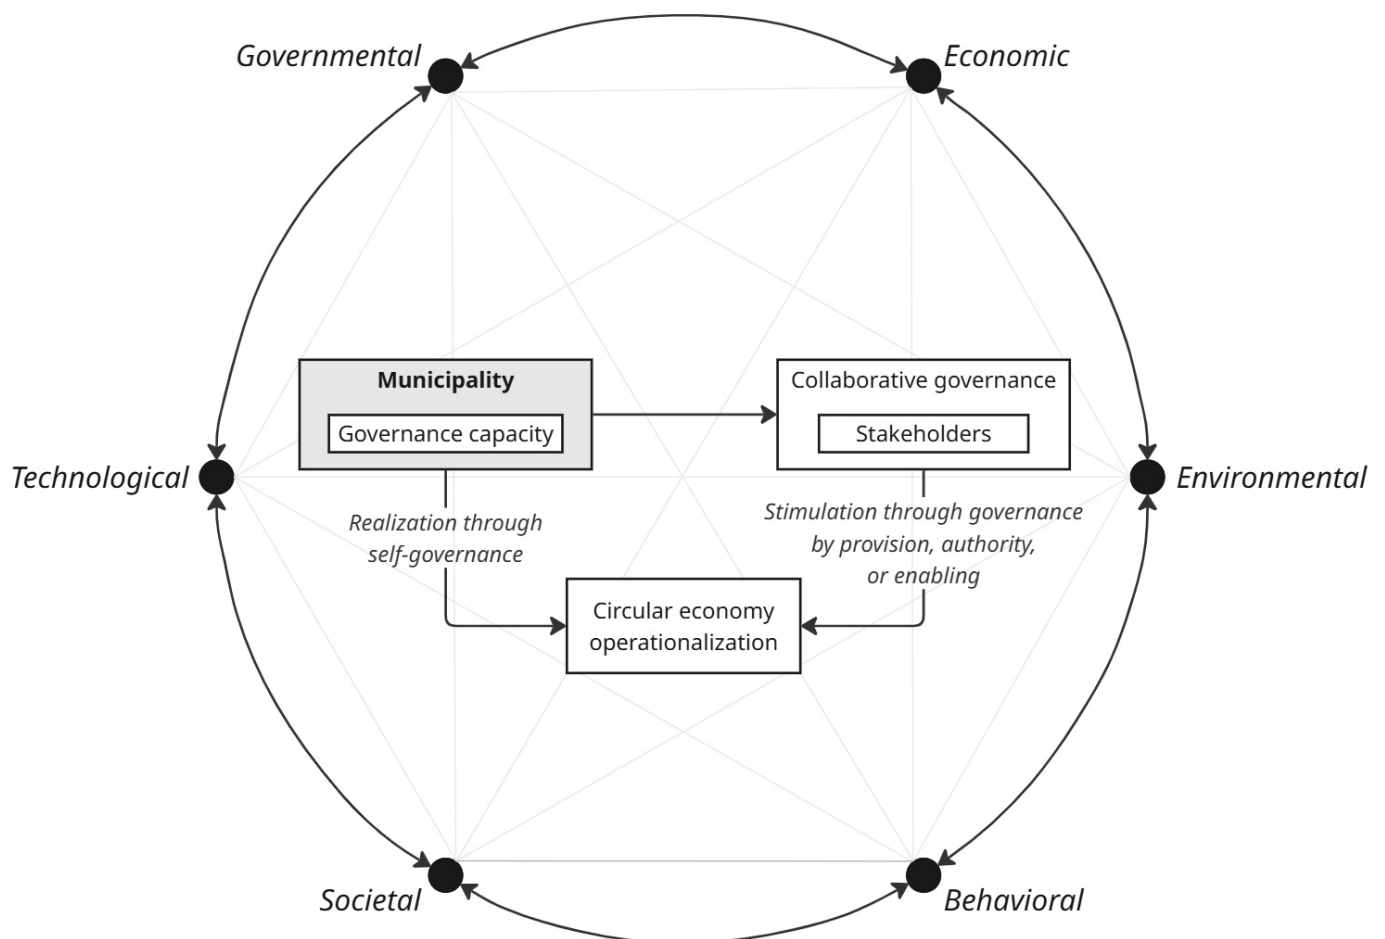 Governmental
Economic
Municipality
Governance capacity
Collaborative governance
Stakeholders
Technological
Environmental
Realization through
self-governance
Stimulation through governance
by provision, authority,
or enabling
Circular economy
operationalization
Societal
Behavioral